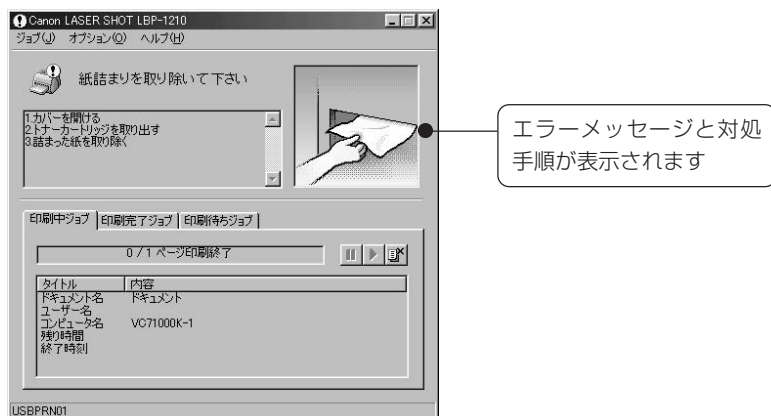 Canon LASER SHOT LBP-1210
ジョブ(J) オプション(O) ヘルプ(H)
紙詰まりを取り除いて下さい
1.カバーを開ける
2.トナーカートリッジを取り出す
3.詰まった紙を取り除く
エラーメッセージと対処
手順が表示されます
印刷中ジョブ 印刷完了ジョブ 印刷待ちジョブ
0 / 1 ページ印刷終了
タイトル 内容
ドキュメント名 ドキュメント
ユーザー名
コンピュータ名 VC71000K-1
残り時間
終了時刻
USBPRN01